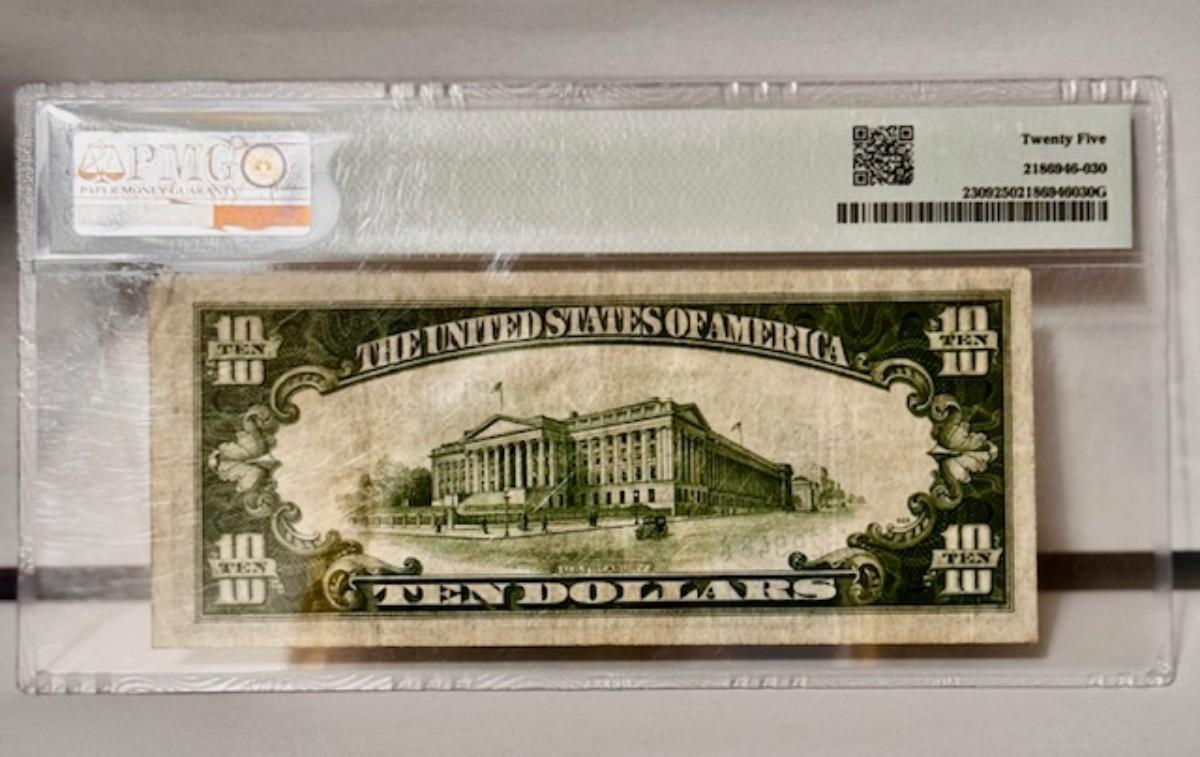 PMG
PAPER MONEY GUARANTY
Twenty Five
2186946-030
23092502186946030G
THE UNITED STATES OF AMERICA
10 TEN 10
10 TEN 10
10 TEN 10
10 TEN 10
TEN DOLLARS